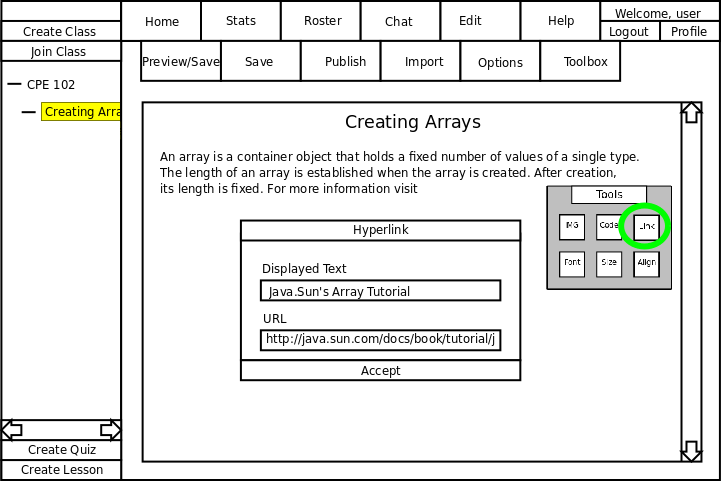 Home
Stats
Roster
Chat
Edit
Help
Welcome, user
Logout
Profile
Create Class
Join Class
Preview/Save
Save
Publish
Import
Options
Toolbox
CPE 102
Creating Arra
Creating Arrays
An array is a container object that holds a fixed number of values of a single type.
The length of an array is established when the array is created. After creation,
its length is fixed. For more information visit
Tools
IMG
Code
Link
Font
Size
Align
Hyperlink
Displayed Text
Java.Sun's Array Tutorial
URL
http://java.sun.com/docs/book/tutorial/j
Accept
Create Quiz
Create Lesson